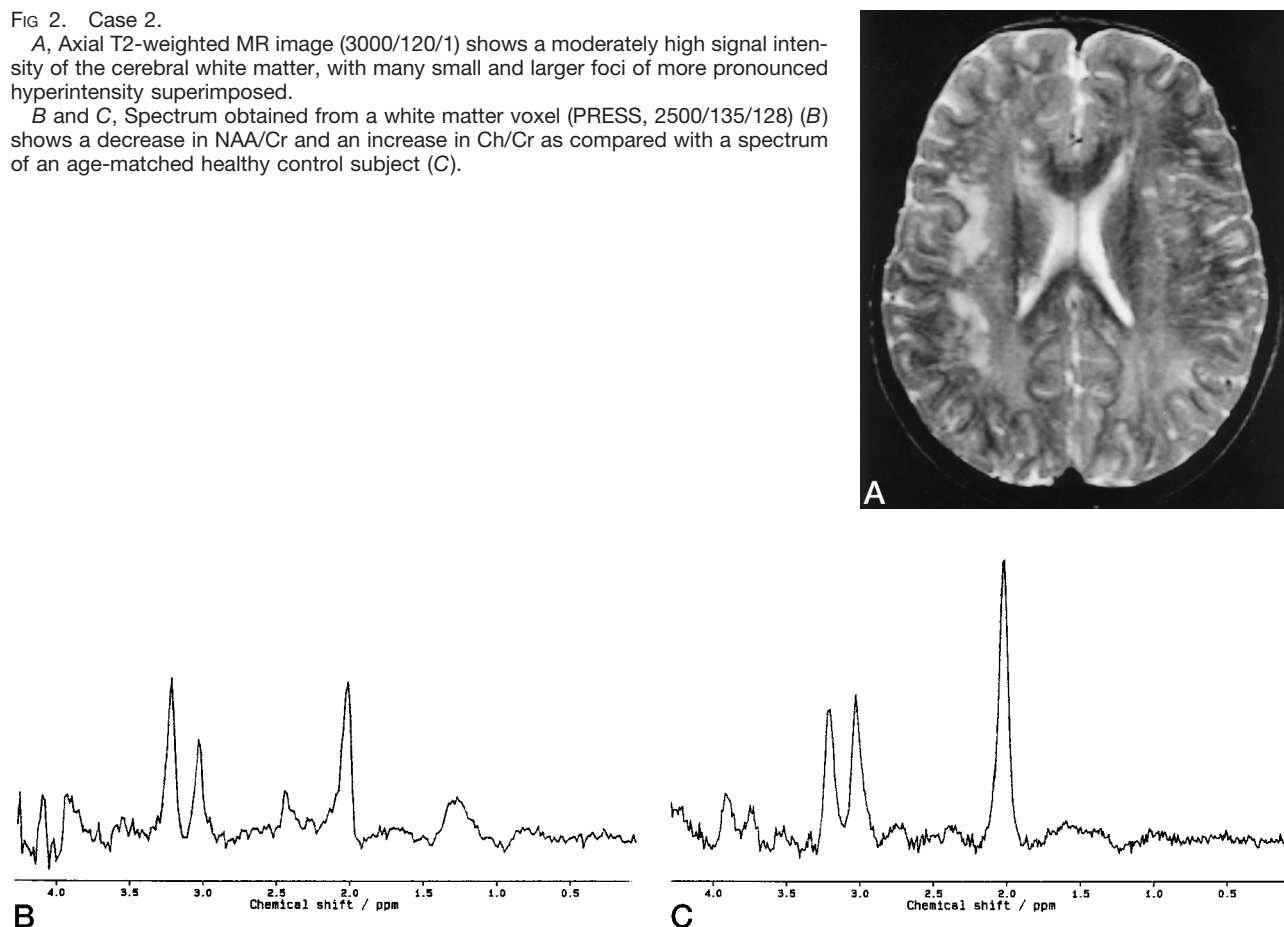 FIG 2. Case 2.
A, Axial T2-weighted MR image (3000/120/1) shows a moderately high signal inten-
sity of the cerebral white matter, with many small and larger foci of more pronounced
hyperintensity superimposed.
B and C, Spectrum obtained from a white matter voxel (PRESS, 2500/135/128) (B)
shows a decrease in NAA/Cr and an increase in Ch/Cr as compared with a spectrum
of an age-matched healthy control subject (C).
A
4.0 3.5 3.0 2.5 2.0 1.5 1.0 0.5
Chemical shift / ppm
B
4.0 3.5 3.0 2.5 2.0 1.5 1.0 0.5
Chemical shift / ppm
C